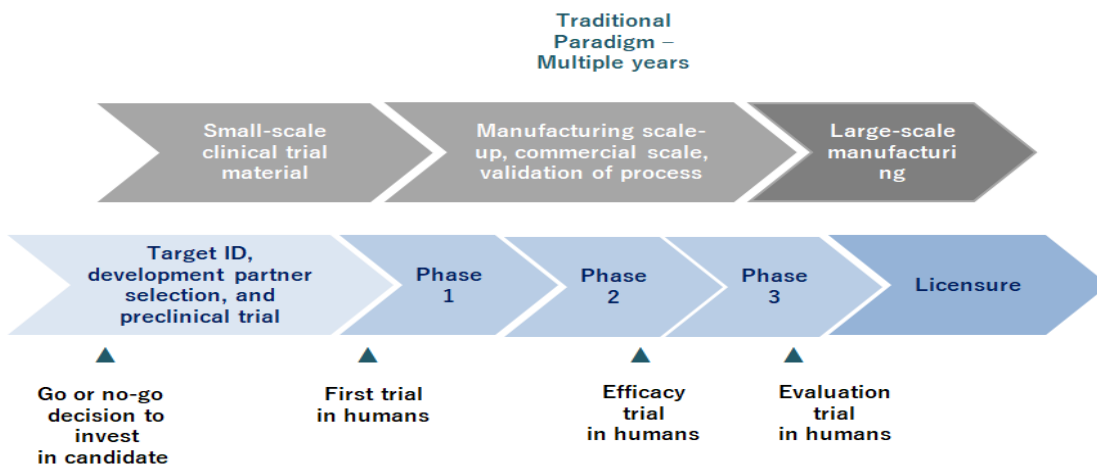 Traditional
Paradigm –
Multiple years
Small-scale
clinical trial
material
Manufacturing scale-
up, commercial scale,
validation of process
Large-scale
manufacturi
ng
Target ID,
development partner
selection, and
preclinical trial
Phase
1
Phase
2
Phase
3
Licensure
Go or no-go
decision to
invest
in candidate
First trial
in humans
Efficacy
trial
in humans
Evaluation
trial
in humans